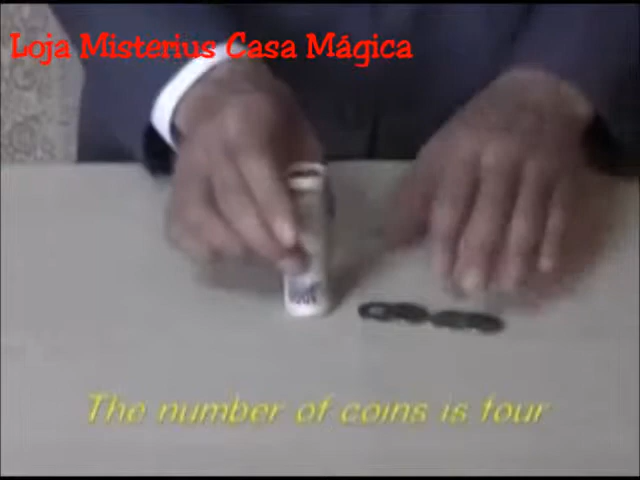 Loja Misterius Casa Mágica
The number of coins is four